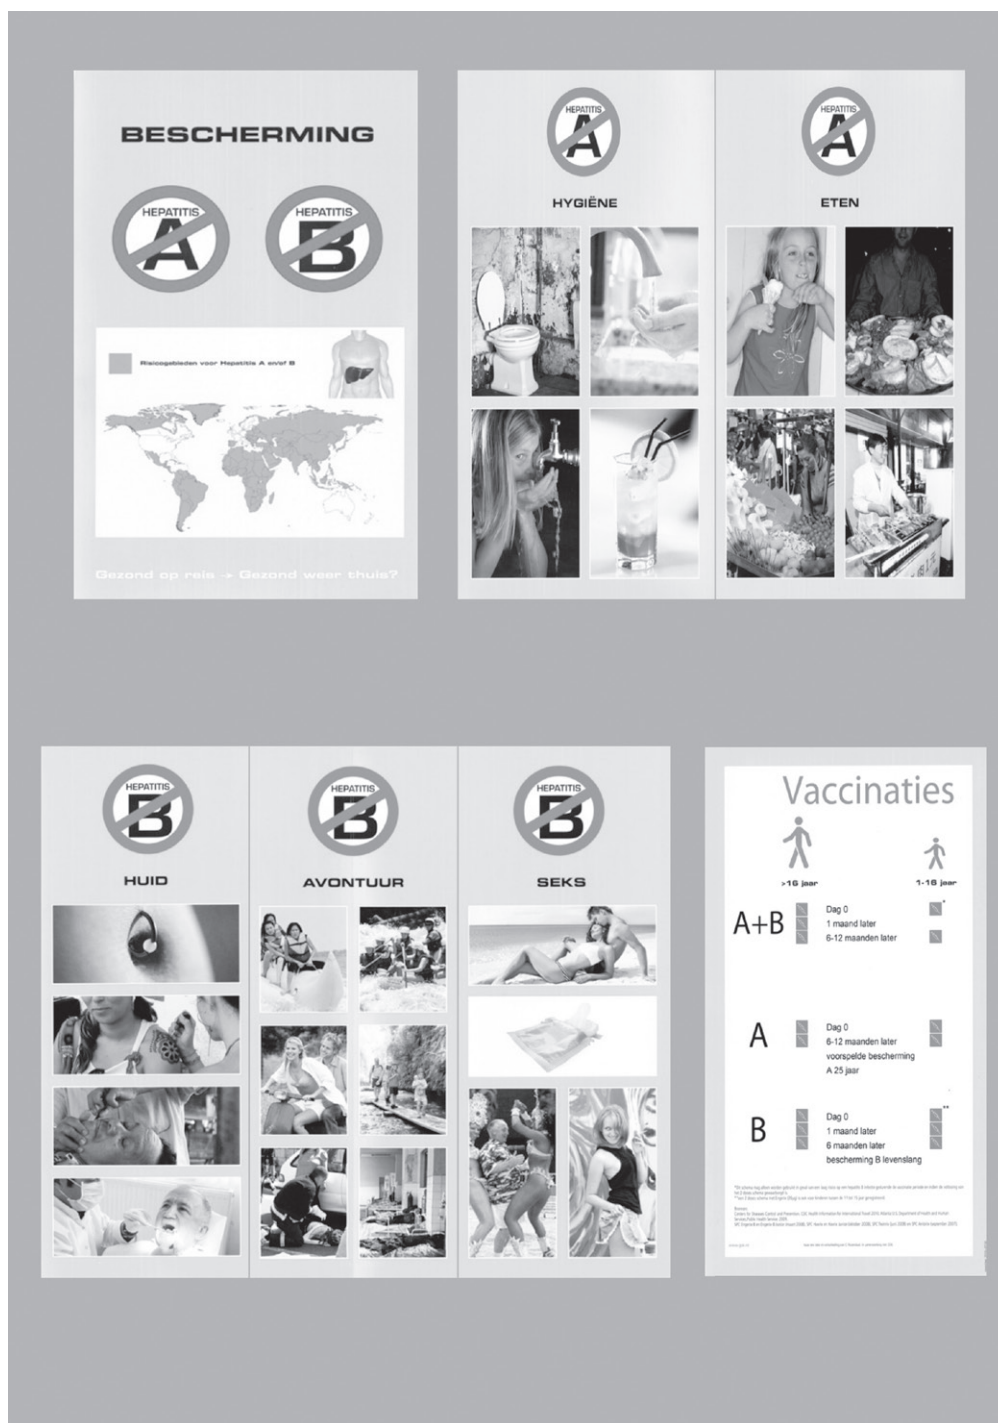 BESCHERMING
HEPATITIS
A
HEPATITIS
B
Risicogebieden voor Hepatitis A en/of B
Gezond op reis → Gezond weer thuis?
HEPATITIS
A
HYGIËNE
HEPATITIS
A
ETEN
HEPATITIS
B
HUID
HEPATITIS
B
AVONTUUR
HEPATITIS
B
SEKS
Vaccinaties
>16 jaar
1-16 jaar
A+B
Dag 0
*
1 maand later
6-12 maanden later
A
Dag 0
6-12 maanden later
voorspelde bescherming
A 25 jaar
B
Dag 0
**
1 maand later
6 maanden later
bescherming B levenslang